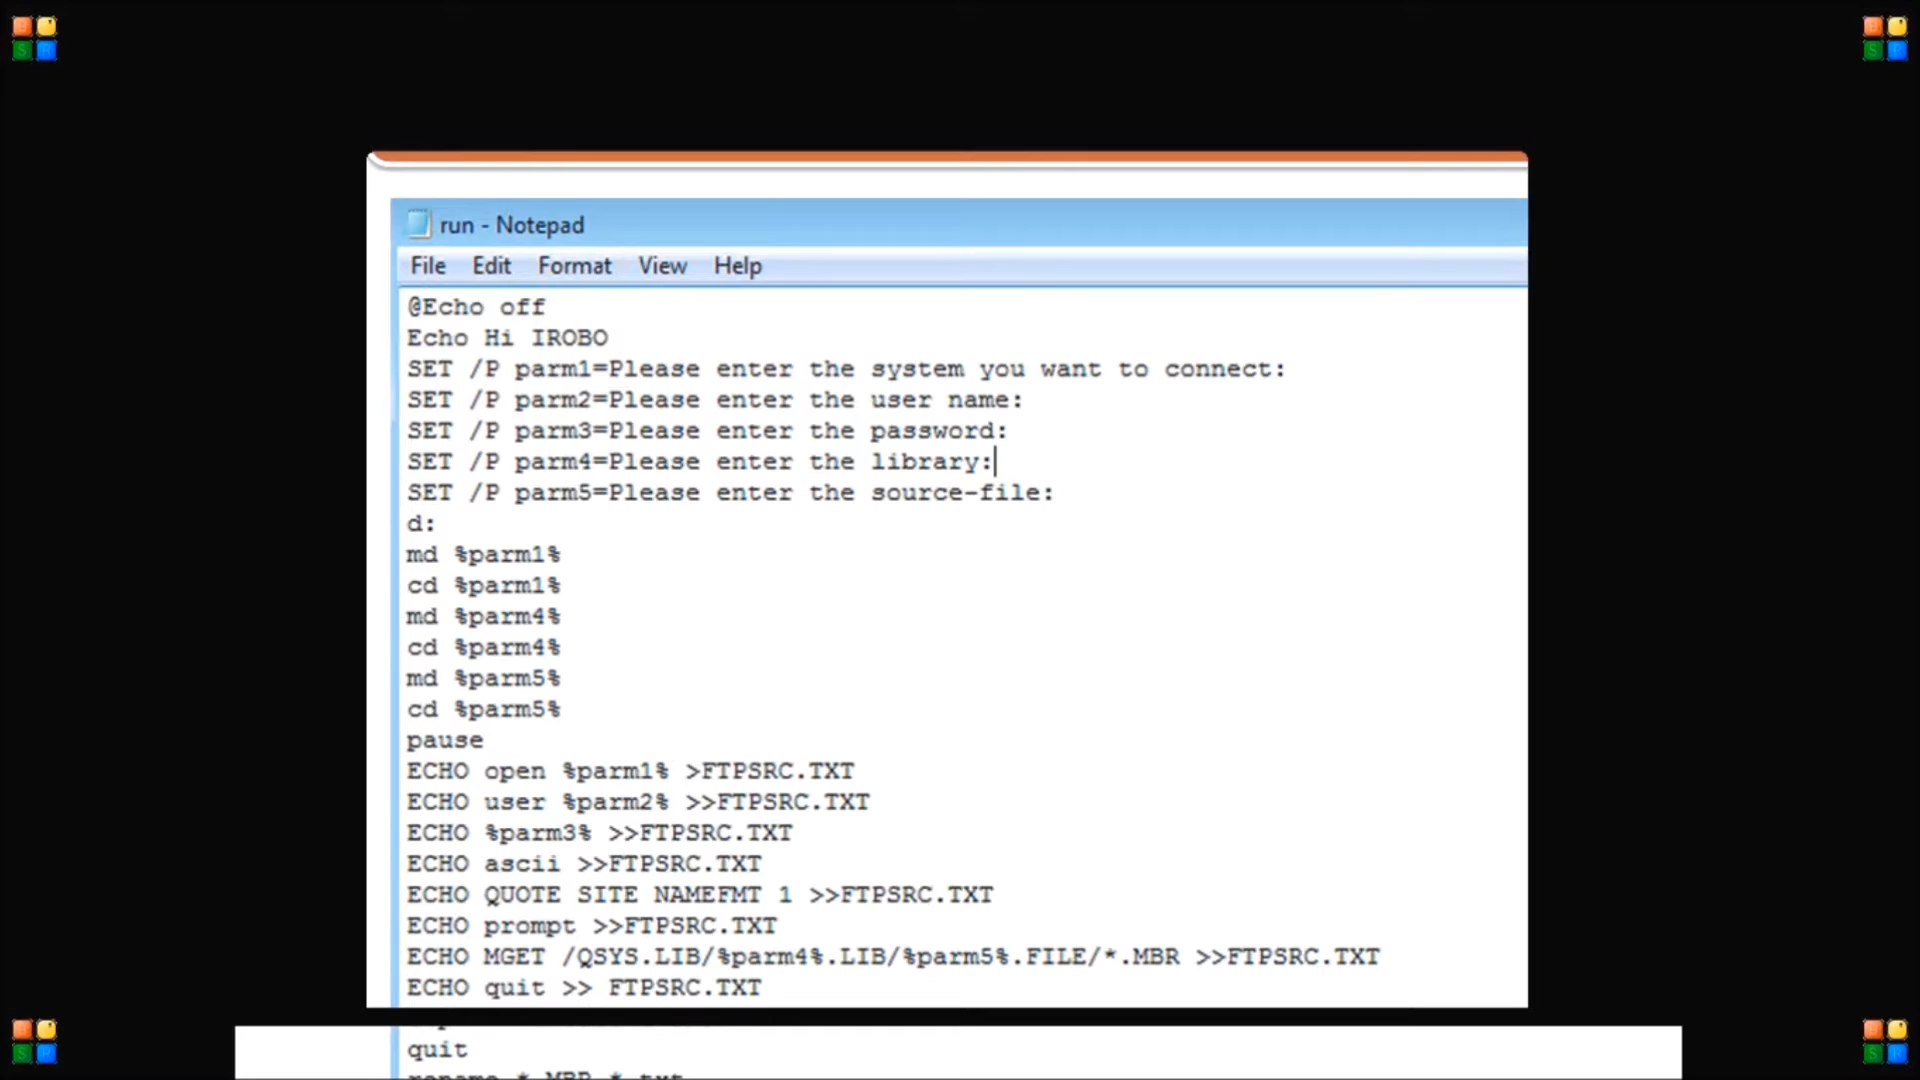 run - Notepad
File Edit Format View Help
@Echo off
Echo Hi IROBO
SET /P parm1=Please enter the system you want to connect:
SET /P parm2=Please enter the user name:
SET /P parm3=Please enter the password:
SET /P parm4=Please enter the library:
SET /P parm5=Please enter the source-file:
d:
md %parm1%
cd %parm1%
md %parm4%
cd %parm4%
md %parm5%
cd %parm5%
pause
ECHO open %parm1% >FTPSRC.TXT
ECHO user %parm2% >>FTPSRC.TXT
ECHO %parm3% >>FTPSRC.TXT
ECHO ascii >>FTPSRC.TXT
ECHO QUOTE SITE NAMEFMT 1 >>FTPSRC.TXT
ECHO prompt >>FTPSRC.TXT
ECHO MGET /QSYS.LIB/%parm4%.LIB/%parm5%.FILE/*.MBR >>FTPSRC.TXT
ECHO quit >> FTPSRC.TXT
quit